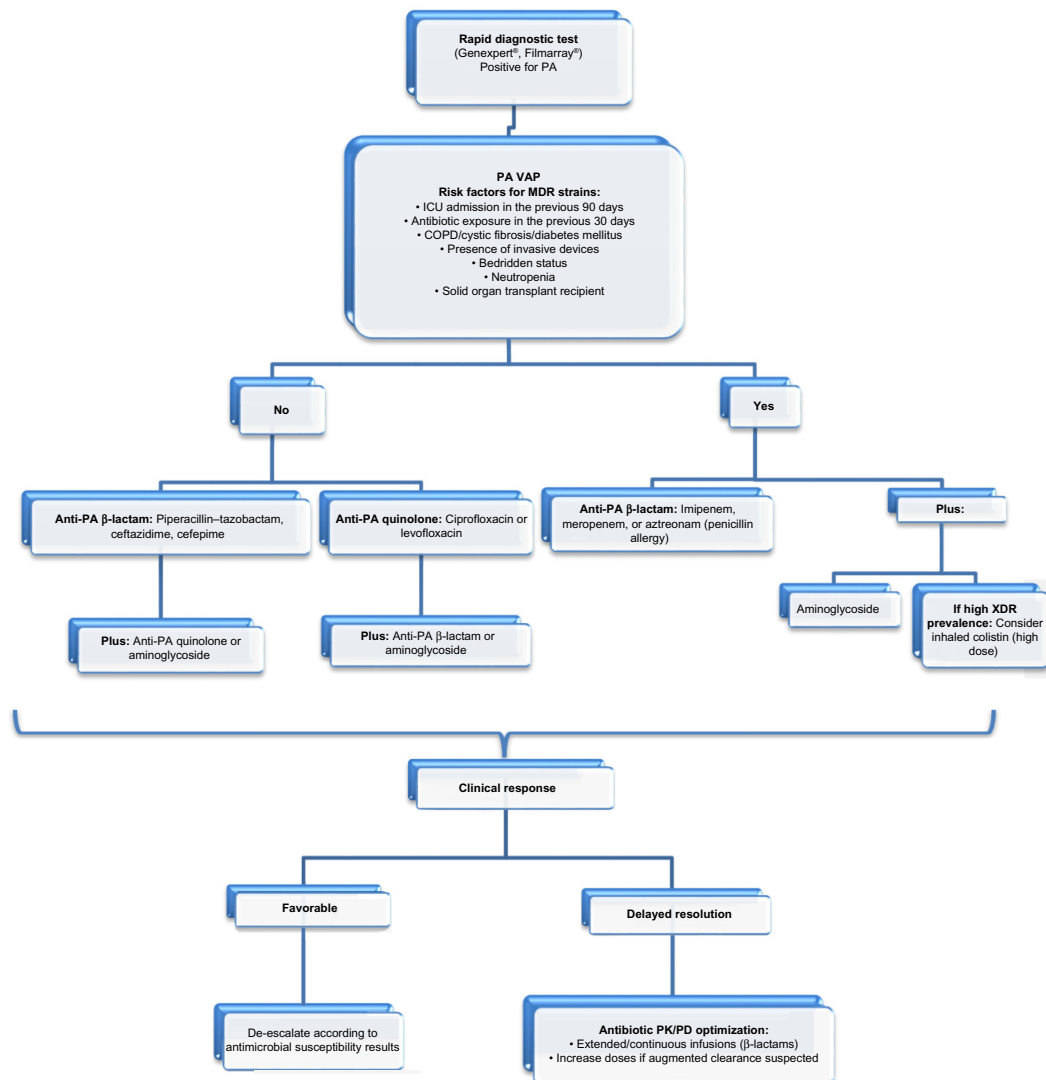 Rapid diagnostic test
(Genexpert®, Filmarray®)
Positive for PA
PA VAP
Risk factors for MDR strains:
• ICU admission in the previous 90 days
• Antibiotic exposure in the previous 30 days
• COPD/cystic fibrosis/diabetes mellitus
• Presence of invasive devices
• Bedridden status
• Neutropenia
• Solid organ transplant recipient
No
Yes
Anti-PA β-lactam: Piperacillin–tazobactam,
ceftazidime, cefepime
Anti-PA quinolone: Ciprofloxacin or
levofloxacin
Anti-PA β-lactam: Imipenem,
meropenem, or aztreonam (penicillin
allergy)
Plus:
Plus: Anti-PA quinolone or
aminoglycoside
Plus: Anti-PA β-lactam or
aminoglycoside
Aminoglycoside
If high XDR
prevalence: Consider
inhaled colistin (high
dose)
Clinical response
Favorable
Delayed resolution
De-escalate according to
antimicrobial susceptibility results
Antibiotic PK/PD optimization:
• Extended/continuous infusions (β-lactams)
• Increase doses if augmented clearance suspected